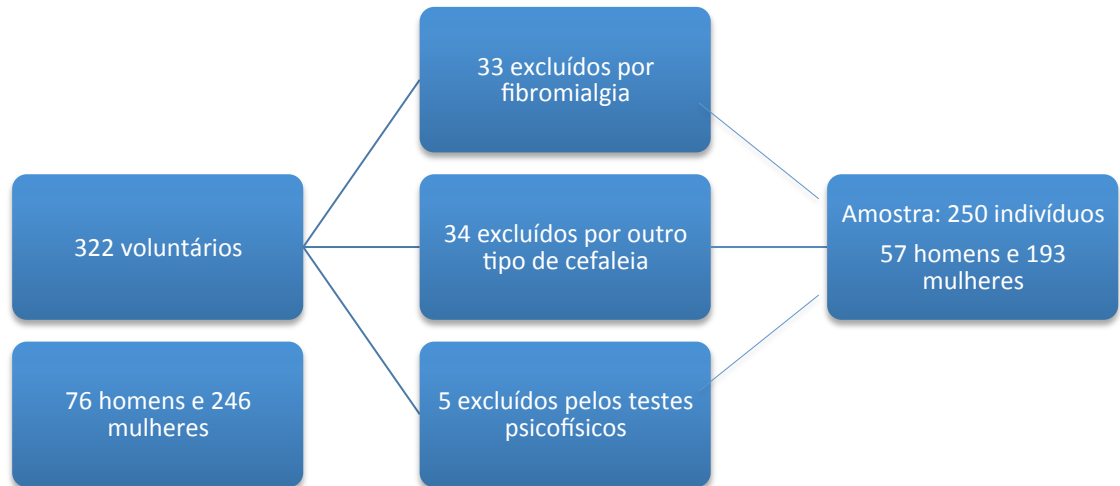 322 voluntários
76 homens e 246
mulheres
33 excluídos por
fibromialgia
34 excluídos por outro
tipo de cefaleia
5 excluídos pelos testes
psicofísicos
Amostra: 250 indivíduos
57 homens e 193
mulheres